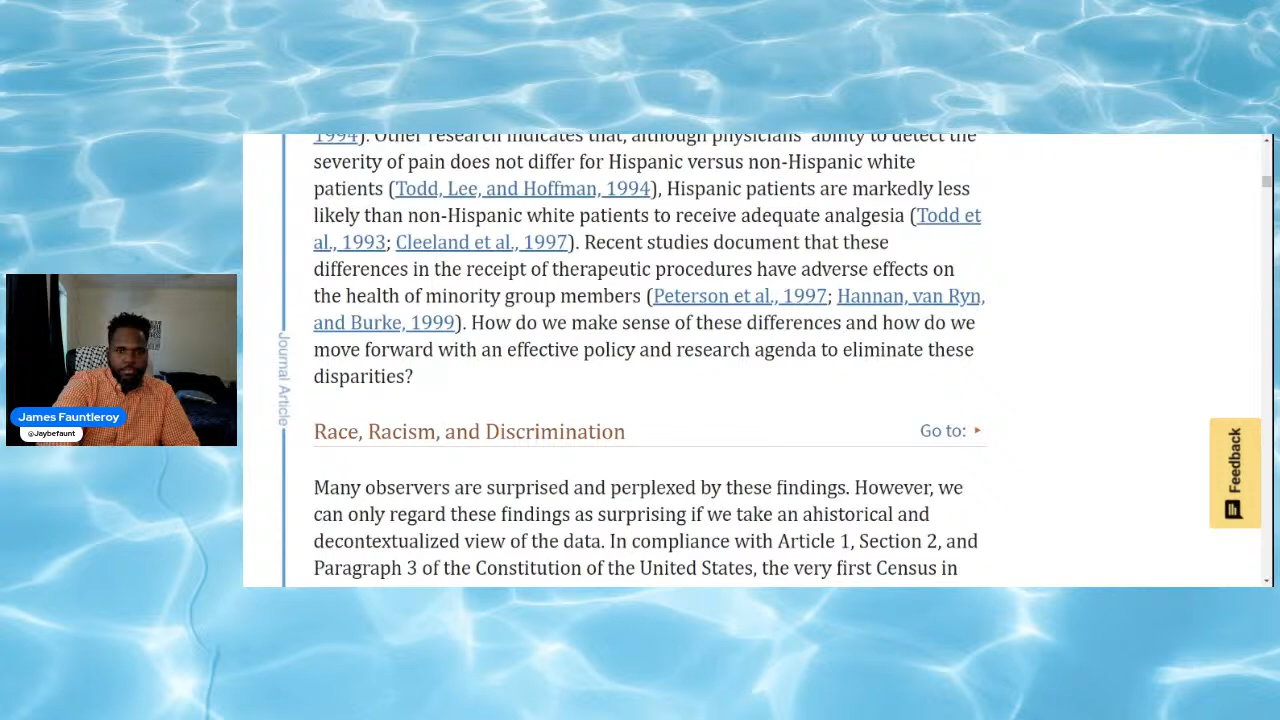 1994). Other research indicates that, although physicians' ability to detect the
severity of pain does not differ for Hispanic versus non-Hispanic white
patients (Todd, Lee, and Hoffman, 1994), Hispanic patients are markedly less
likely than non-Hispanic white patients to receive adequate analgesia (Todd et
al., 1993; Cleeland et al., 1997). Recent studies document that these
differences in the receipt of therapeutic procedures have adverse effects on
the health of minority group members (Peterson et al., 1997; Hannan, van Ryn,
and Burke, 1999). How do we make sense of these differences and how do we
move forward with an effective policy and research agenda to eliminate these
disparities?
Journal Article
James Fauntleroy
@Jaybefaunt
Race, Racism, and Discrimination
Go to:
Feedback
Many observers are surprised and perplexed by these findings. However, we
can only regard these findings as surprising if we take an ahistorical and
decontextualized view of the data. In compliance with Article 1, Section 2, and
Paragraph 3 of the Constitution of the United States, the very first Census in